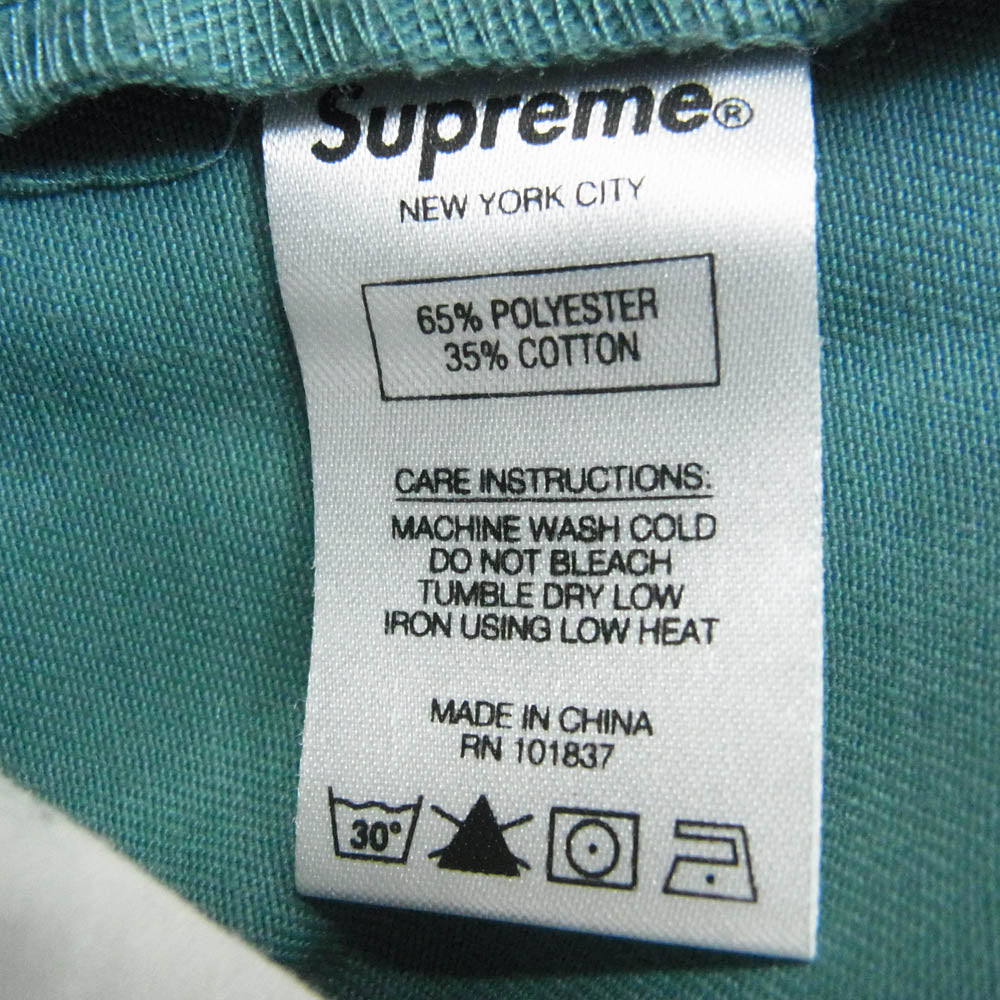 Supreme®
NEW YORK CITY
65% POLYESTER
35% COTTON
CARE INSTRUCTIONS:
MACHINE WASH COLD
DO NOT BLEACH
TUMBLE DRY LOW
IRON USING LOW HEAT
MADE IN CHINA
RN 101837
30°